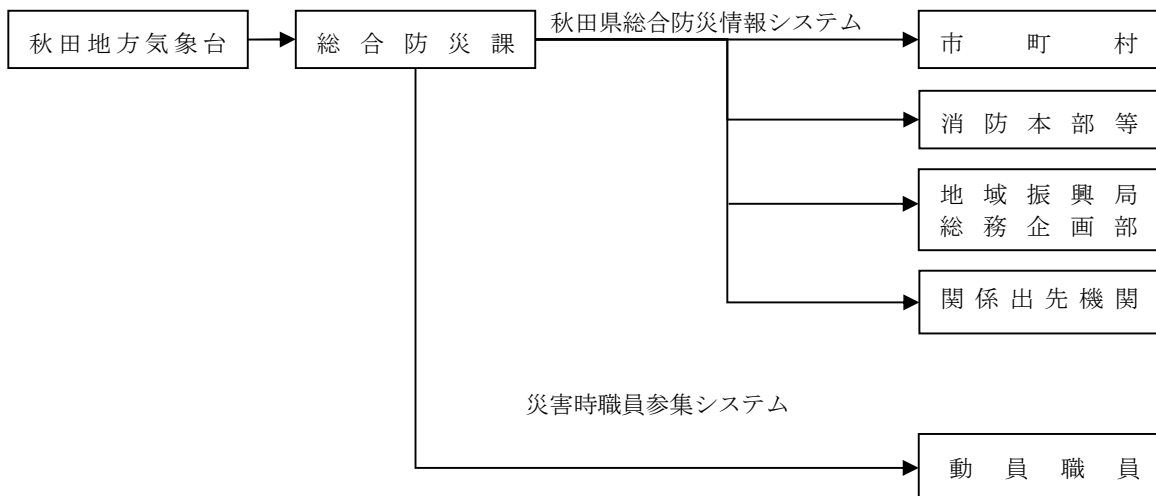 秋田県総合防災情報システム
秋田地方気象台
総合防災課
市町村
消防本部等
地域振興局
総務企画部
関係出先機関
災害時職員参集システム
動員職員